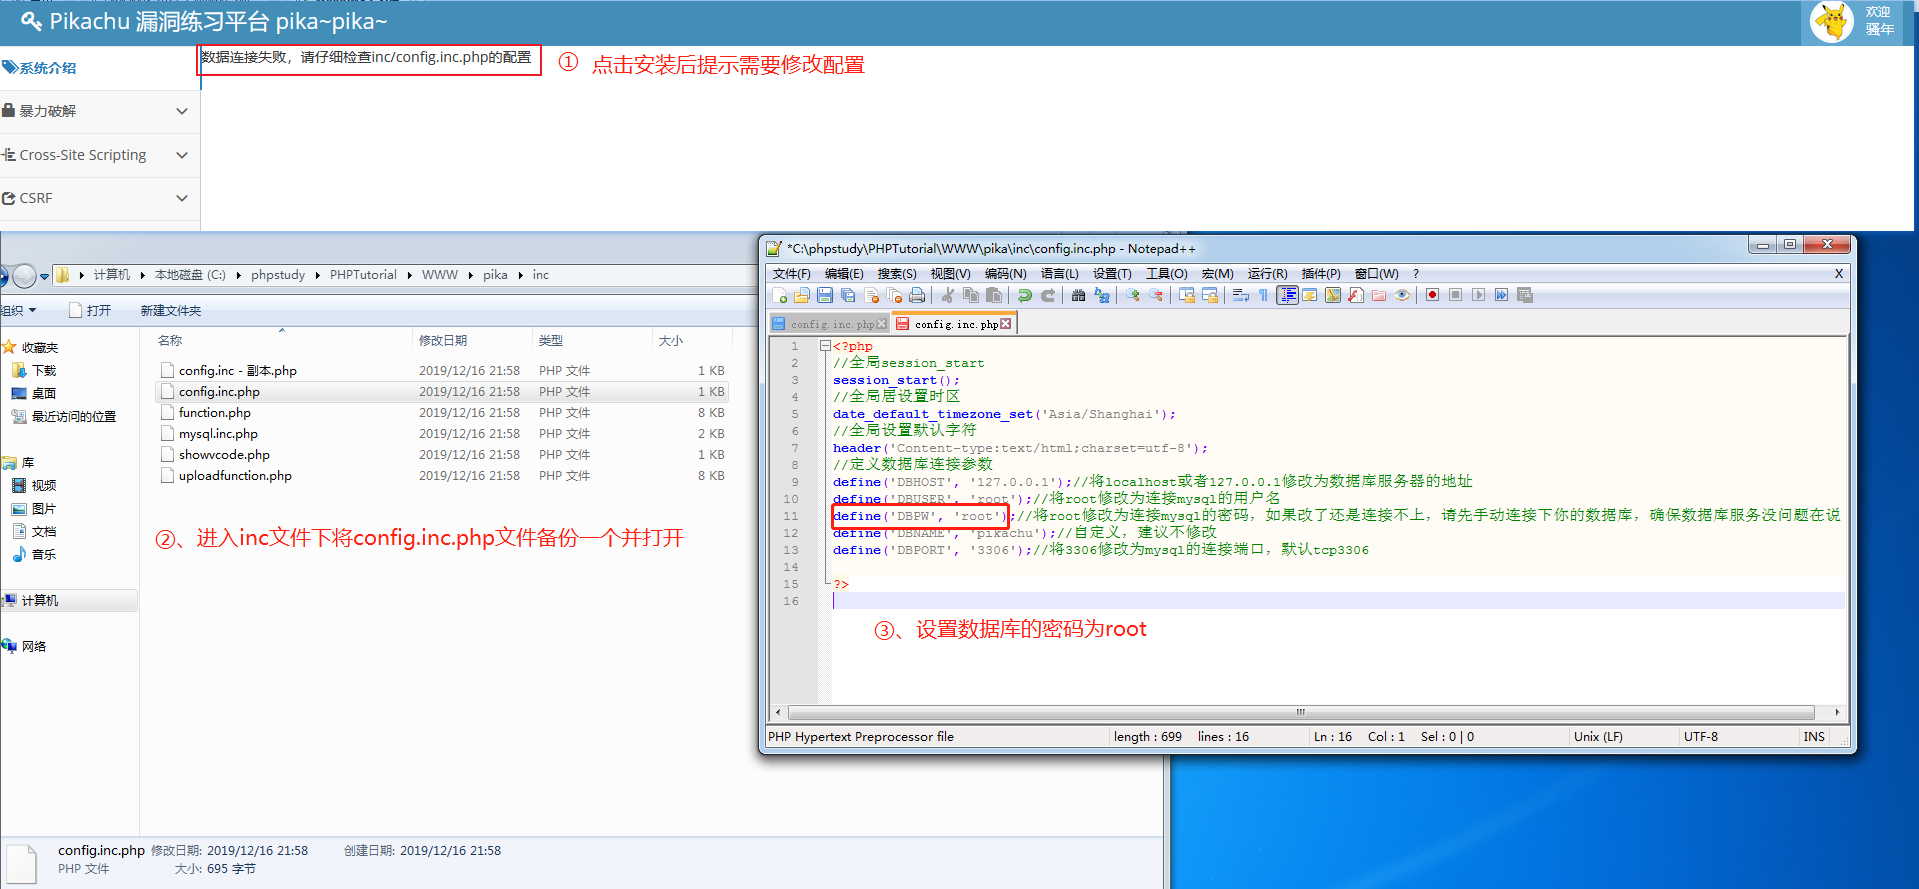 Pikachu 漏洞练习平台 pika~pika~
欢迎
骚年
系统介绍
数据连接失败，请仔细检查inc/config.inc.php的配置
① 点击安装后提示需要修改配置
暴力破解
Cross-Site Scripting
CSRF
计算机 本地磁盘 (C:) phpstudy PHPTutorial WWW pika inc
组织 打开 新建文件夹
收藏夹
下载
桌面
最近访问的位置
库
视频
图片
文档
音乐
计算机
网络
名称 修改日期 类型 大小
config.inc - 副本.php 2019/12/16 21:58 PHP 文件 1 KB
config.inc.php 2019/12/16 21:58 PHP 文件 1 KB
function.php 2019/12/16 21:58 PHP 文件 8 KB
mysql.inc.php 2019/12/16 21:58 PHP 文件 2 KB
showvcode.php 2019/12/16 21:58 PHP 文件 1 KB
uploadfunction.php 2019/12/16 21:58 PHP 文件 8 KB
②、进入inc文件下将config.inc.php文件备份一个并打开
config.inc.php 修改日期: 2019/12/16 21:58 创建日期: 2019/12/16 21:58
PHP 文件 大小: 695 字节
*C:\phpstudy\PHPTutorial\WWW\pika\inc\config.inc.php - Notepad++
文件(F) 编辑(E) 搜索(S) 视图(V) 编码(N) 语言(L) 设置(T) 工具(O) 宏(M) 运行(R) 插件(P) 窗口(W) ? X
config.inc.php config.inc.php
1 <?php
2 //全局session_start
3 session_start();
4 //全局居设置时区
5 date_default_timezone_set('Asia/Shanghai');
6 //全局设置默认字符
7 header('Content-type:text/html;charset=utf-8');
8 //定义数据库连接参数
9 define('DBHOST', '127.0.0.1');//将localhost或者127.0.0.1修改为数据库服务器的地址
10 define('DBUSER', 'root');//将root修改为连接mysql的用户名
11 define('DBPW', 'root');//将root修改为连接mysql的密码，如果改了还是连接不上，请先手动连接下你的数据库，确保数据库服务没问题在说
12 define('DBNAME', 'pikachu');//自定义，建议不修改
13 define('DBPORT', '3306');//将3306修改为mysql的连接端口，默认tcp3306
14
15 ?>
16
③、设置数据库的密码为root
PHP Hypertext Preprocessor file length : 699 lines : 16 Ln : 16 Col : 1 Sel : 0 | 0 Unix (LF) UTF-8 INS